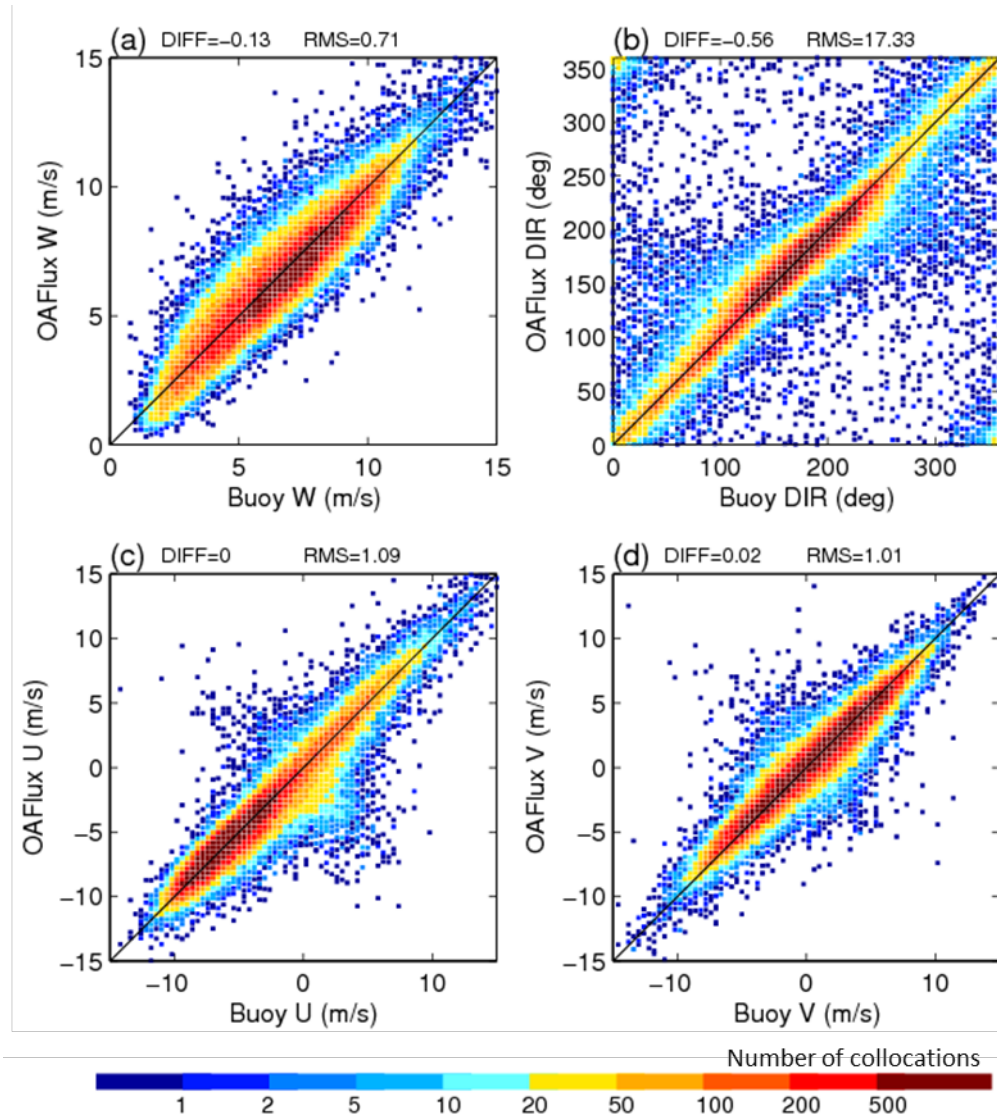 (a) DIFF=−0.13 RMS=0.71
15
10
5
0
0 5 10 15
OAFlux W (m/s)
Buoy W (m/s)
(b) DIFF=−0.56 RMS=17.33
350
300
250
200
150
100
50
0
0 100 200 300
OAFlux DIR (deg)
Buoy DIR (deg)
(c) DIFF=0 RMS=1.09
15
10
5
0
−5
−10
−15
−10 0 10
OAFlux U (m/s)
Buoy U (m/s)
(d) DIFF=0.02 RMS=1.01
15
10
5
0
−5
−10
−15
−10 0 10
OAFlux V (m/s)
Buoy V (m/s)
Number of collocations
1 2 5 10 20 50 100 200 500